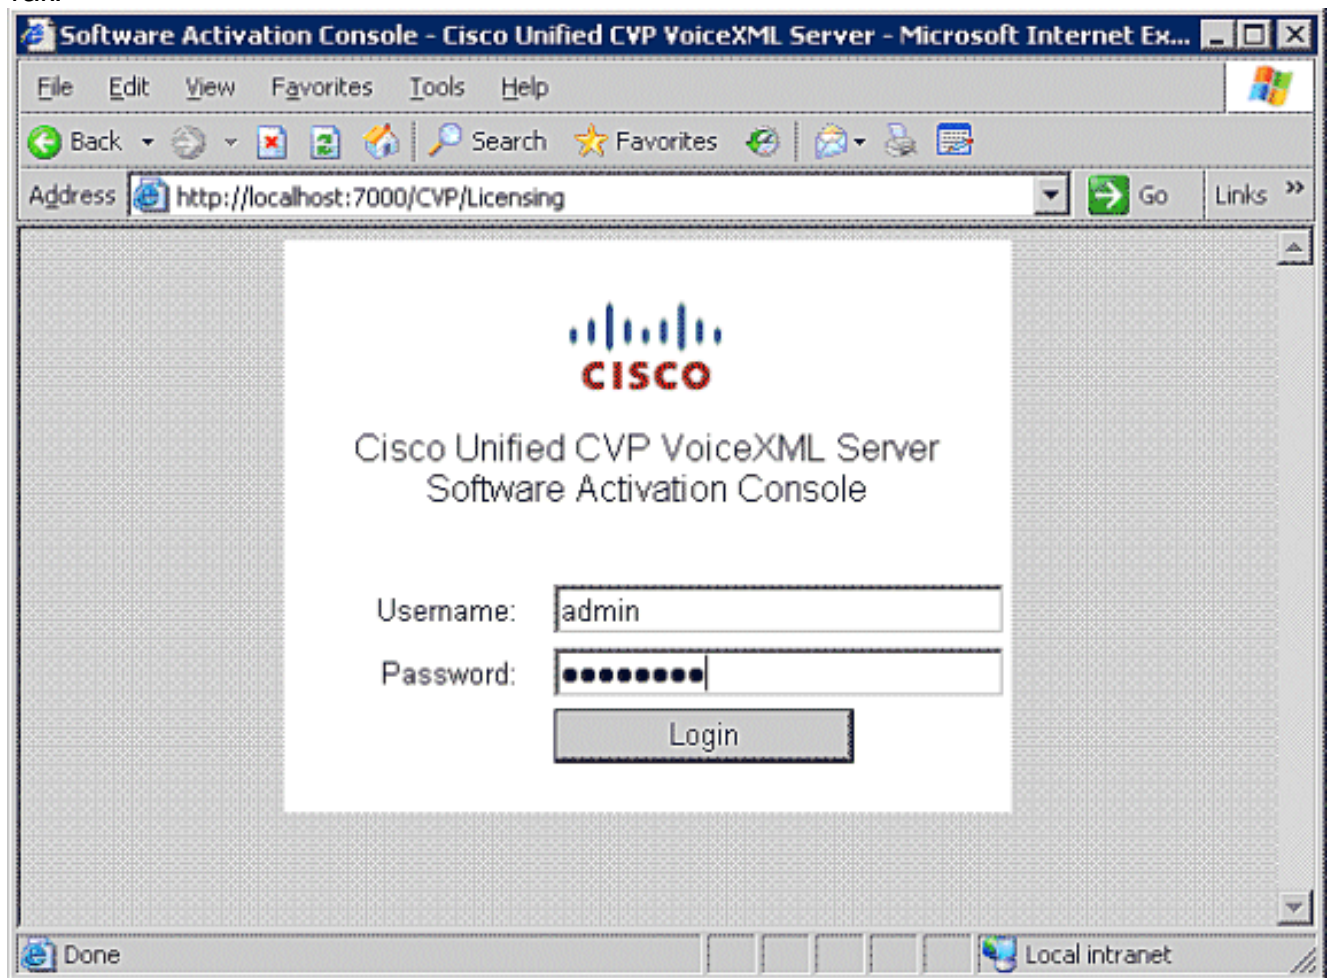 Software Activation Console - Cisco Unified CVP VoiceXML Server - Microsoft Internet Ex...
File Edit View Favorites Tools Help
Back Search Favorites
Address http://localhost:7000/CVP/Licensing Go Links »
CISCO
Cisco Unified CVP VoiceXML Server
Software Activation Console
Username: admin
Password: ●●●●●●●●
Login
Done Local intranet